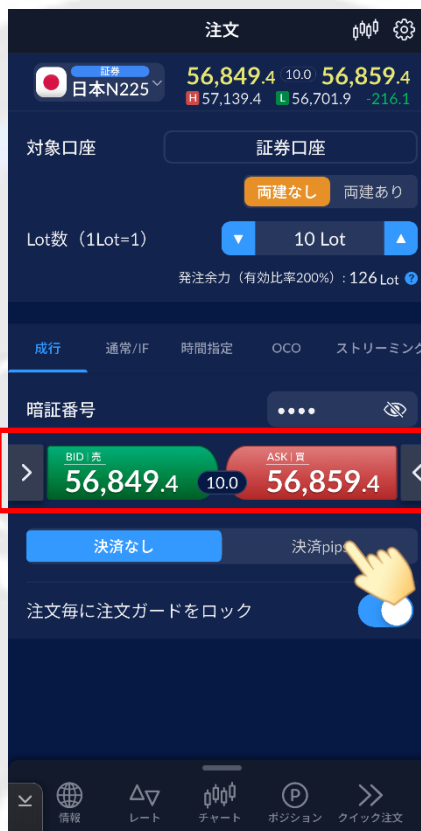 注文
証券
日本N225
56,849.4 10.0 56,859.4
H 57,139.4 L 56,701.9 -216.1
対象口座 証券口座
両建なし 両建あり
Lot数（1Lot=1） 10 Lot
発注余力（有効比率200%）: 126 Lot ?
成行 通常/IF 時間指定 OCO ストリーミング
暗証番号 ••••
BID|売 ASK|買
56,849.4 10.0 56,859.4
決済なし 決済pips
注文毎に注文ガードをロック
情報 レート チャート P ポジション クイック注文